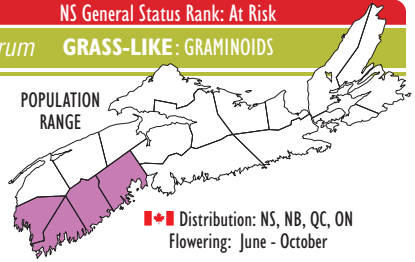 NS General Status Rank: At Risk
rum GRASS-LIKE: GRAMINOIDS
POPULATION
RANGE
Distribution: NS, NB, QC, ON
Flowering: June - October